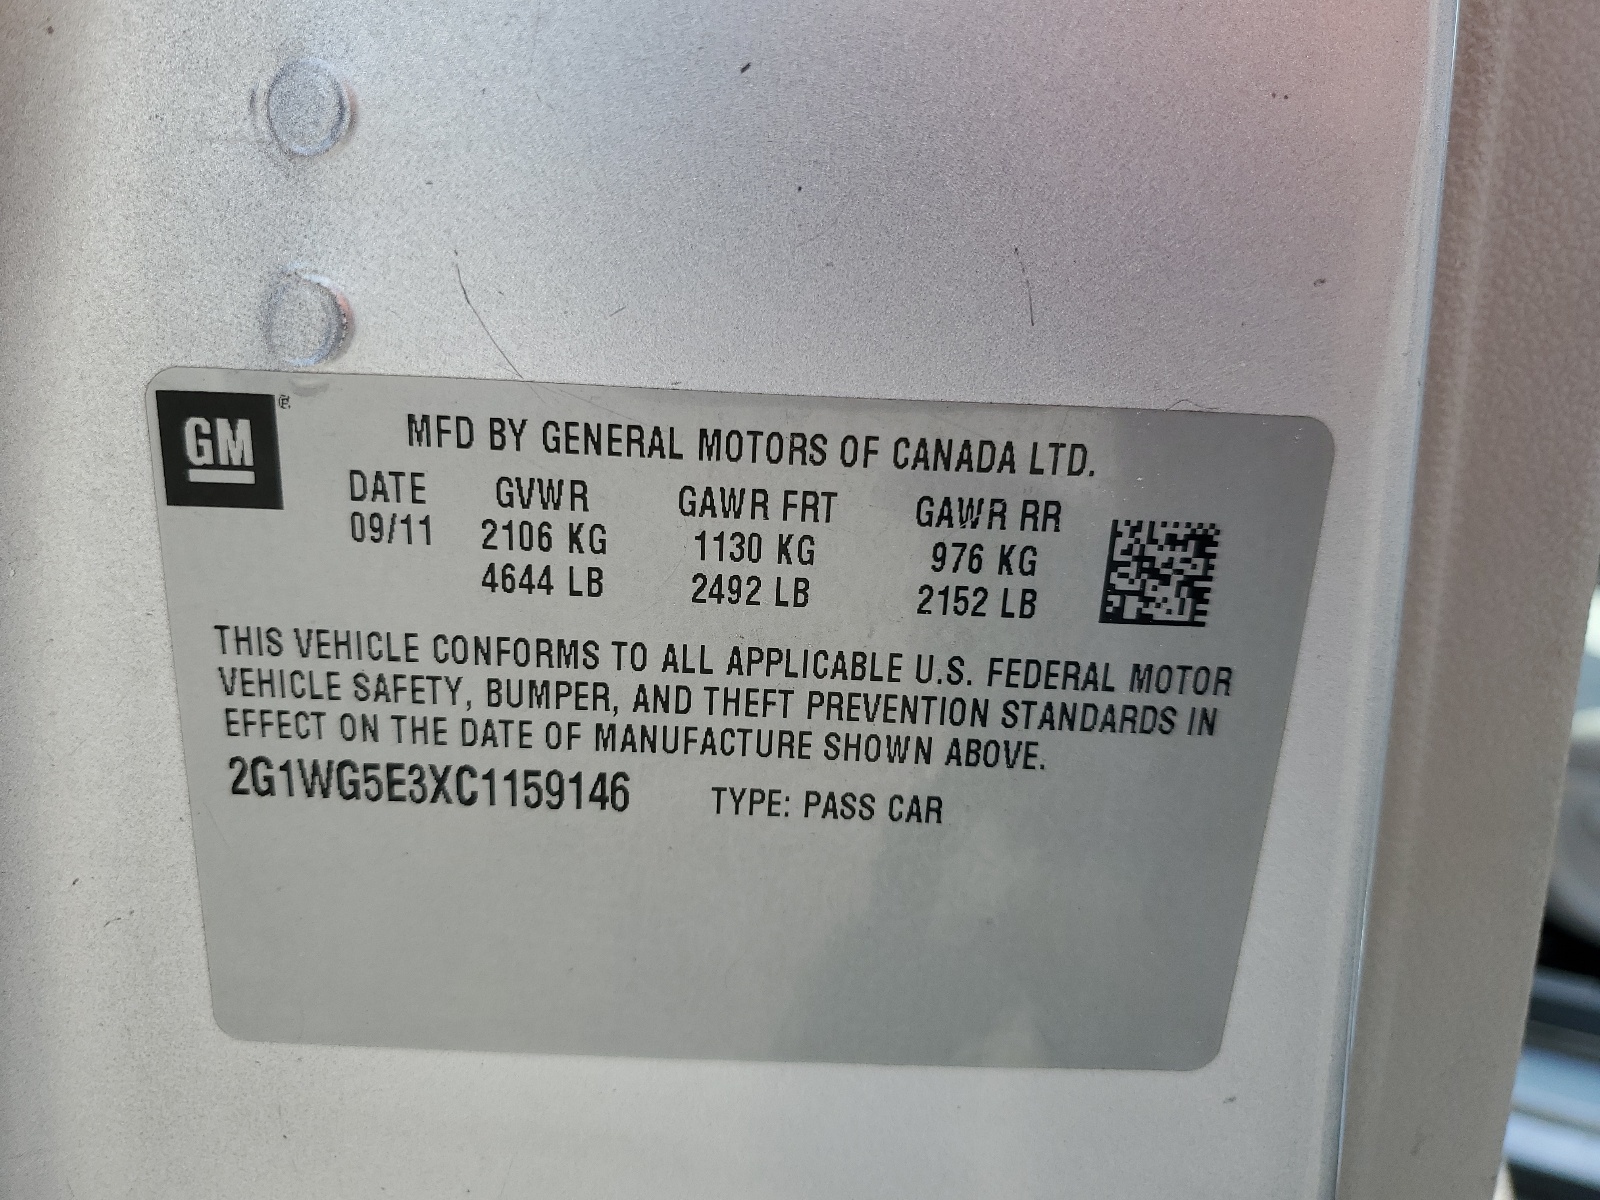 GM
MFD BY GENERAL MOTORS OF CANADA LTD.
DATE GVWR GAWR FRT GAWR RR
09/11 2106 KG 1130 KG 976 KG
4644 LB 2492 LB 2152 LB
THIS VEHICLE CONFORMS TO ALL APPLICABLE U.S. FEDERAL MOTOR
VEHICLE SAFETY, BUMPER, AND THEFT PREVENTION STANDARDS IN
EFFECT ON THE DATE OF MANUFACTURE SHOWN ABOVE.
2G1WG5E3XC1159146 TYPE: PASS CAR